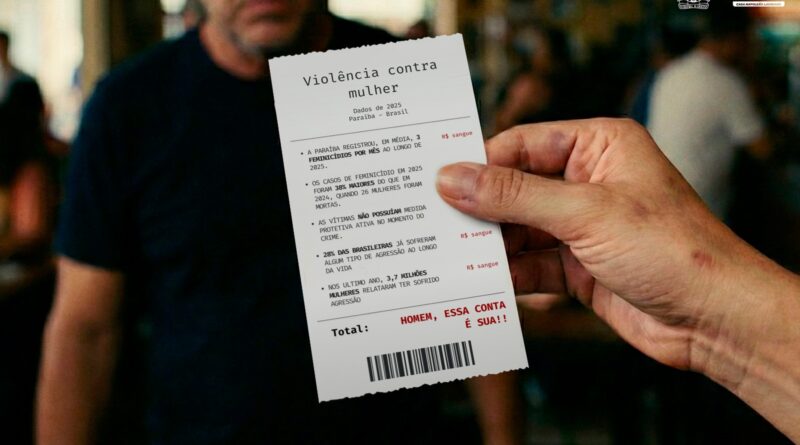 Violência contra
mulher
Dados de 2025
Paraíba - Brasil
• A PARAÍBA REGISTROU, EM MÉDIA, 3
FEMINICÍDIOS POR MÊS AO LONGO DE
2025.
R$ sangue
• OS CASOS DE FEMINICÍDIO EM 2025
FORAM 38% MAIORES DO QUE EM
2024, QUANDO 26 MULHERES FORAM
MORTAS.
• AS VÍTIMAS NÃO POSSUÍAM MEDIDA
PROTETIVA ATIVA NO MOMENTO DO
CRIME.
• 28% DAS BRASILEIRAS JÁ SOFRERAM
ALGUM TIPO DE AGRESSÃO AO LONGO
DA VIDA
R$ sangue
• NOS ULTIMO ANO, 3,7 MILHÕES
MULHERES RELATARAM TER SOFRIDO
AGRESSÃO
R$ sangue
Total:
HOMEM, ESSA CONTA
É SUA!!